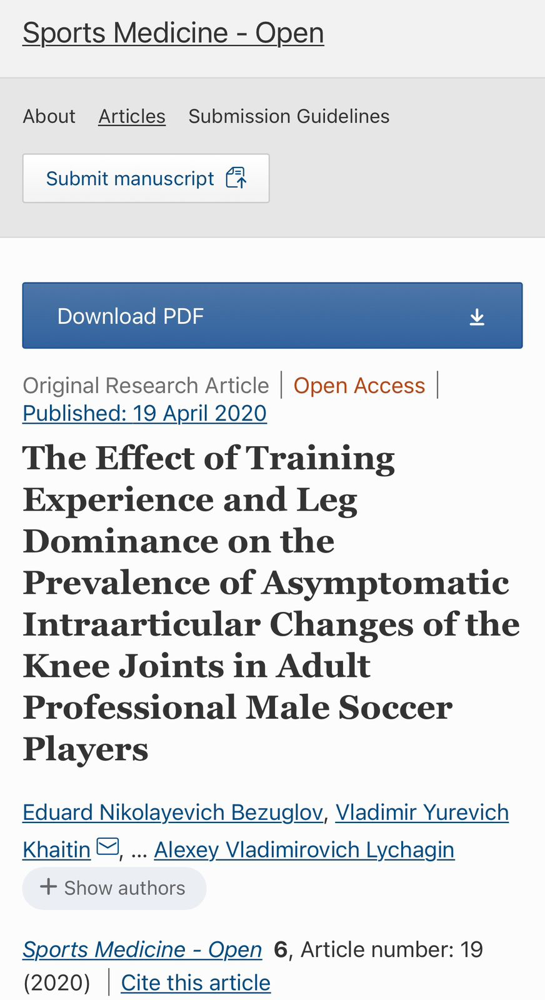 Sports Medicine - Open
About Articles Submission Guidelines
Submit manuscript
Download PDF
Original Research Article | Open Access |
Published: 19 April 2020
The Effect of Training
Experience and Leg
Dominance on the
Prevalence of Asymptomatic
Intraarticular Changes of the
Knee Joints in Adult
Professional Male Soccer
Players
Eduard Nikolayevich Bezuglov, Vladimir Yurevich
Khaitin, ... Alexey Vladimirovich Lychagin
+ Show authors
Sports Medicine - Open 6, Article number: 19
(2020) | Cite this article